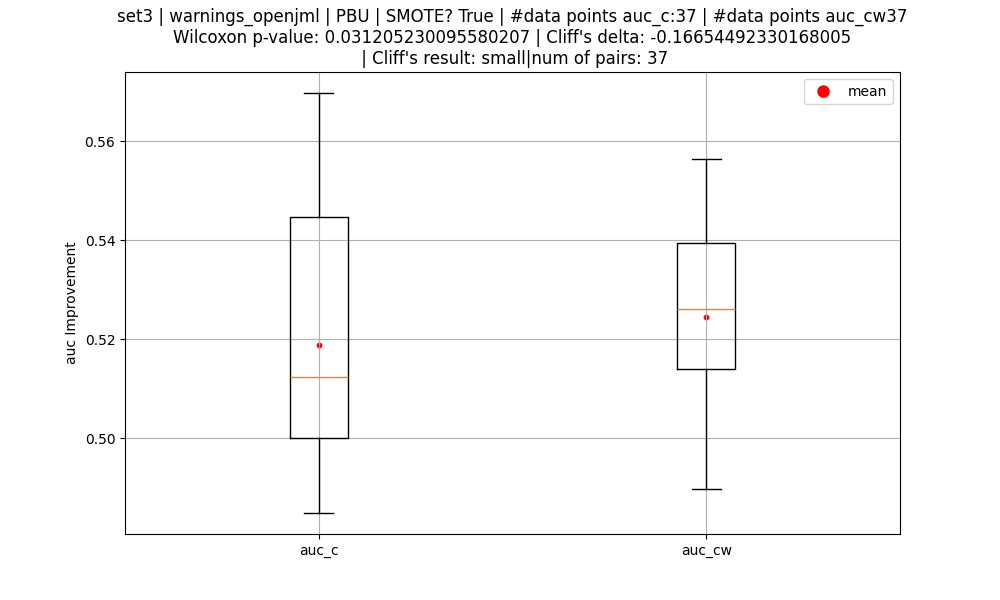 set3 | warnings_openjml | PBU | SMOTE? True | #data points auc_c:37 | #data points auc_cw37
Wilcoxon p-value: 0.031205230095580207 | Cliff's delta: -0.16654492330168005
| Cliff's result: small|num of pairs: 37
mean
0.56
0.54
0.52
0.50
auc Improvement
auc_c
auc_cw